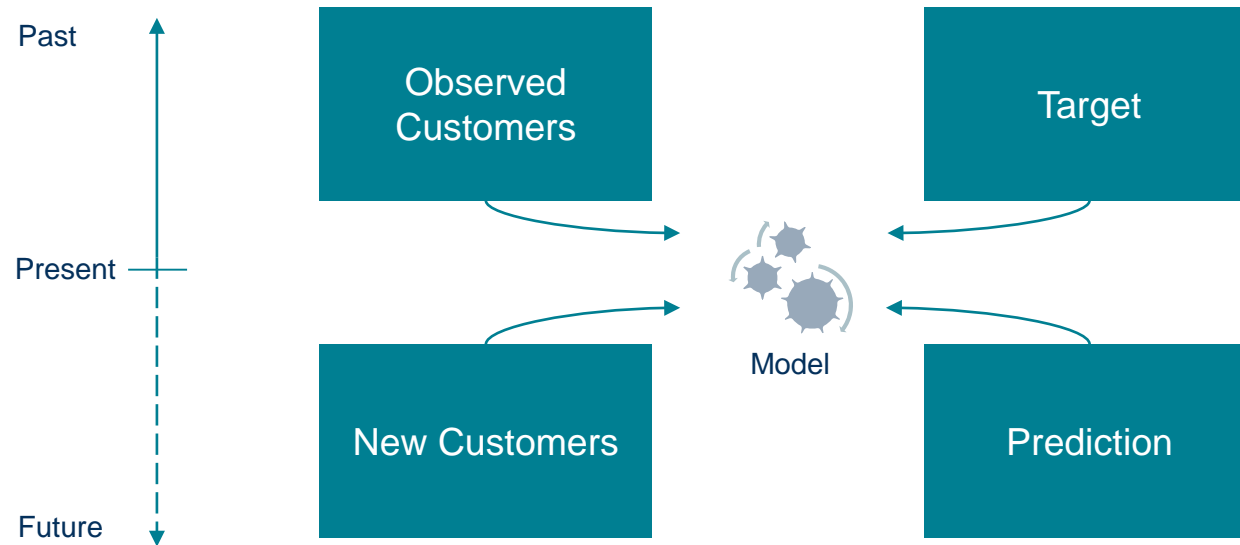 Past
Observed
Customers
Target
Present
Model
New Customers
Prediction
Future